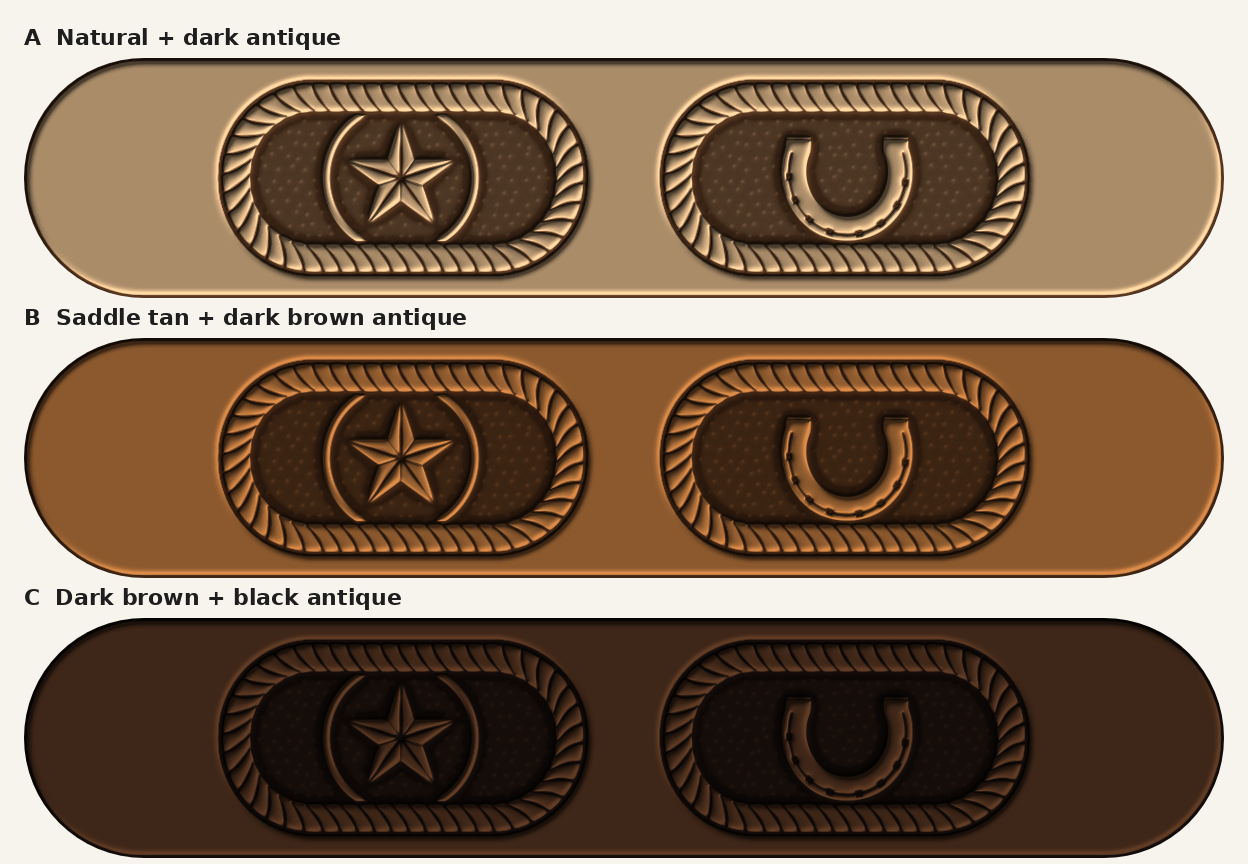 A Natural + dark antique
B Saddle tan + dark brown antique
C Dark brown + black antique